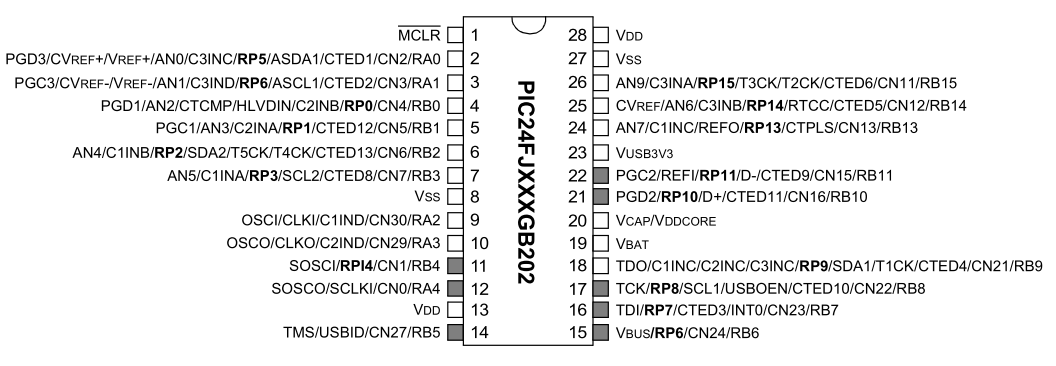 MCLR 1 28 VDD
PGD3/CVREF+/VREF+/AN0/C3INC/RP5/ASDA1/CTED1/CN2/RA0 2 27 VSS
PGC3/CVREF-/VREF-/AN1/C3IND/RP6/ASCL1/CTED2/CN3/RA1 3 26 AN9/C3INA/RP15/T3CK/T2CK/CTED6/CN11/RB15
PGD1/AN2/CTCMP/HLVDIN/C2INB/RP0/CN4/RB0 4 25 CVREF/AN6/C3INB/RP14/RTCC/CTED5/CN12/RB14
PGC1/AN3/C2INA/RP1/CTED12/CN5/RB1 5 24 AN7/C1INC/REFO/RP13/CTPLS/CN13/RB13
AN4/C1INB/RP2/SDA2/T5CK/T4CK/CTED13/CN6/RB2 6 23 VUSB3V3
AN5/C1INA/RP3/SCL2/CTED8/CN7/RB3 7 22 PGC2/REFI/RP11/D-/CTED9/CN15/RB11
VSS 8 21 PGD2/RP10/D+/CTED11/CN16/RB10
OSCI/CLKI/C1IND/CN30/RA2 9 20 VCAP/VDDCORE
OSCO/CLKO/C2IND/CN29/RA3 10 19 VBAT
SOSCI/RPI4/CN1/RB4 11 18 TDO/C1INC/C2INC/C3INC/RP9/SDA1/T1CK/CTED4/CN21/RB9
SOSCO/SCLKI/CN0/RA4 12 17 TCK/RP8/SCL1/USBOEN/CTED10/CN22/RB8
VDD 13 16 TDI/RP7/CTED3/INT0/CN23/RB7
TMS/USBID/CN27/RB5 14 15 VBUS/RP6/CN24/RB6
PIC24FJXXXGB202